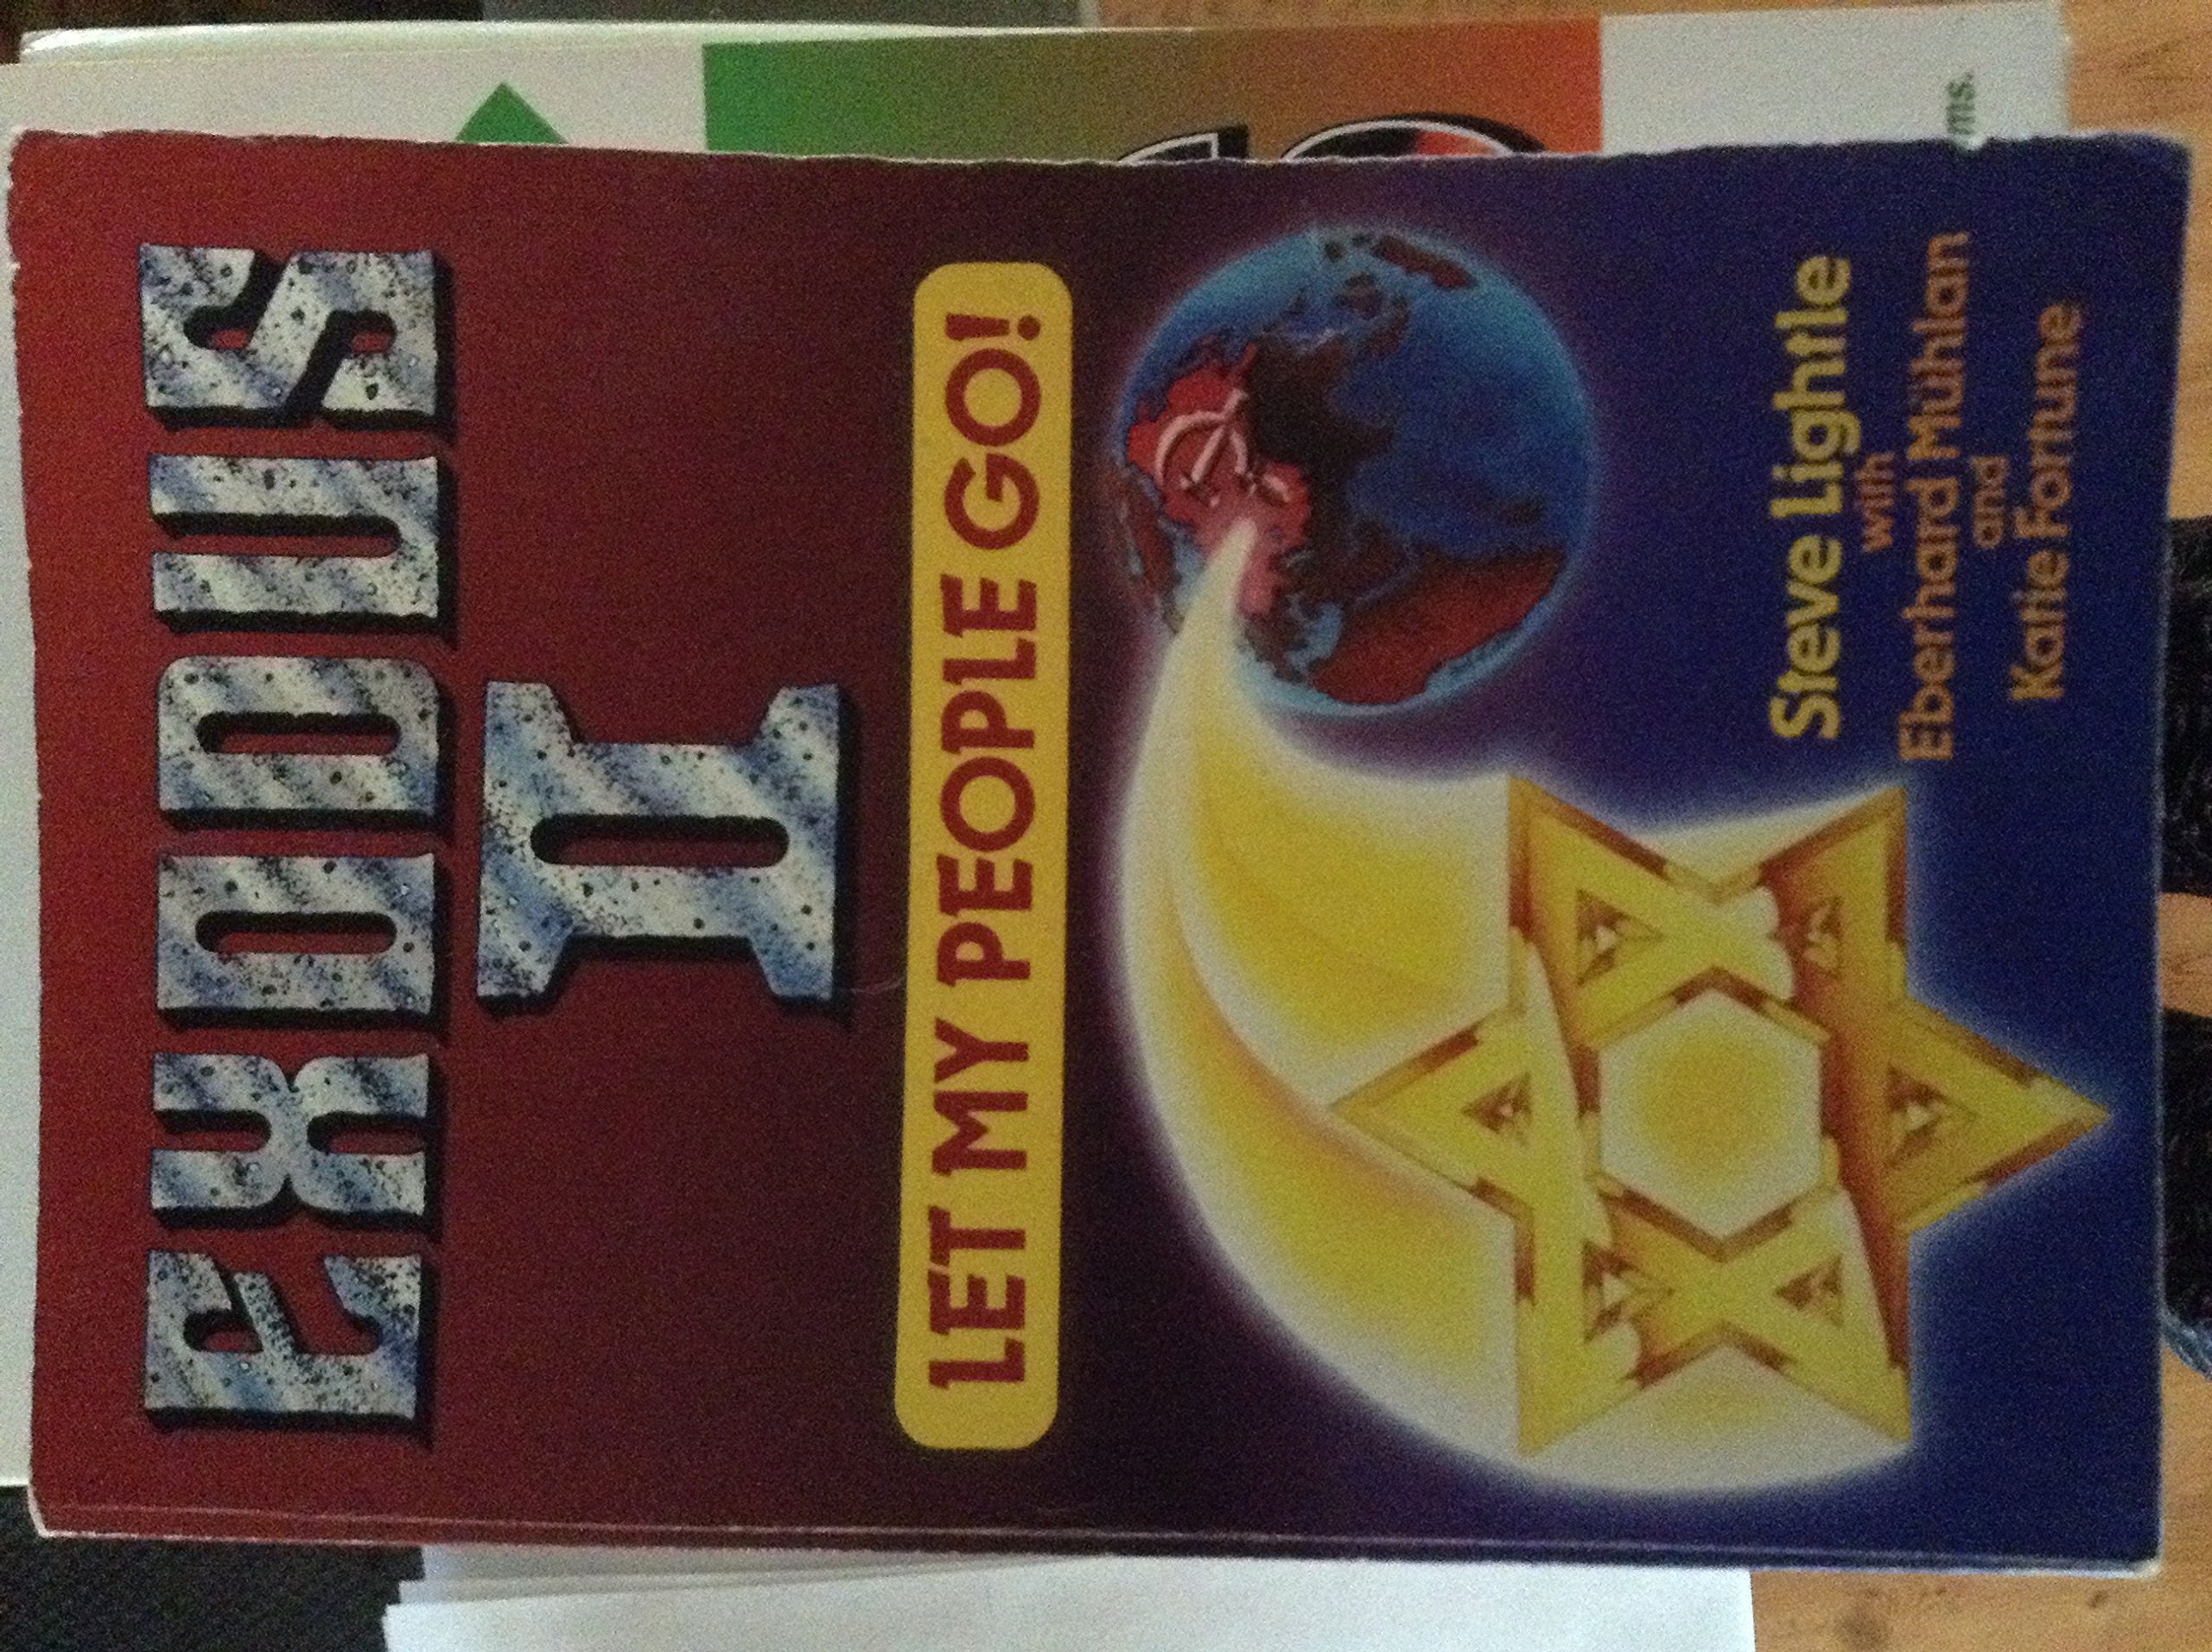 eXODUS
II
LET MY PEOPLE GO!
Steve Lightle
with
Eberhard Mühlan
and
Katie Fortune